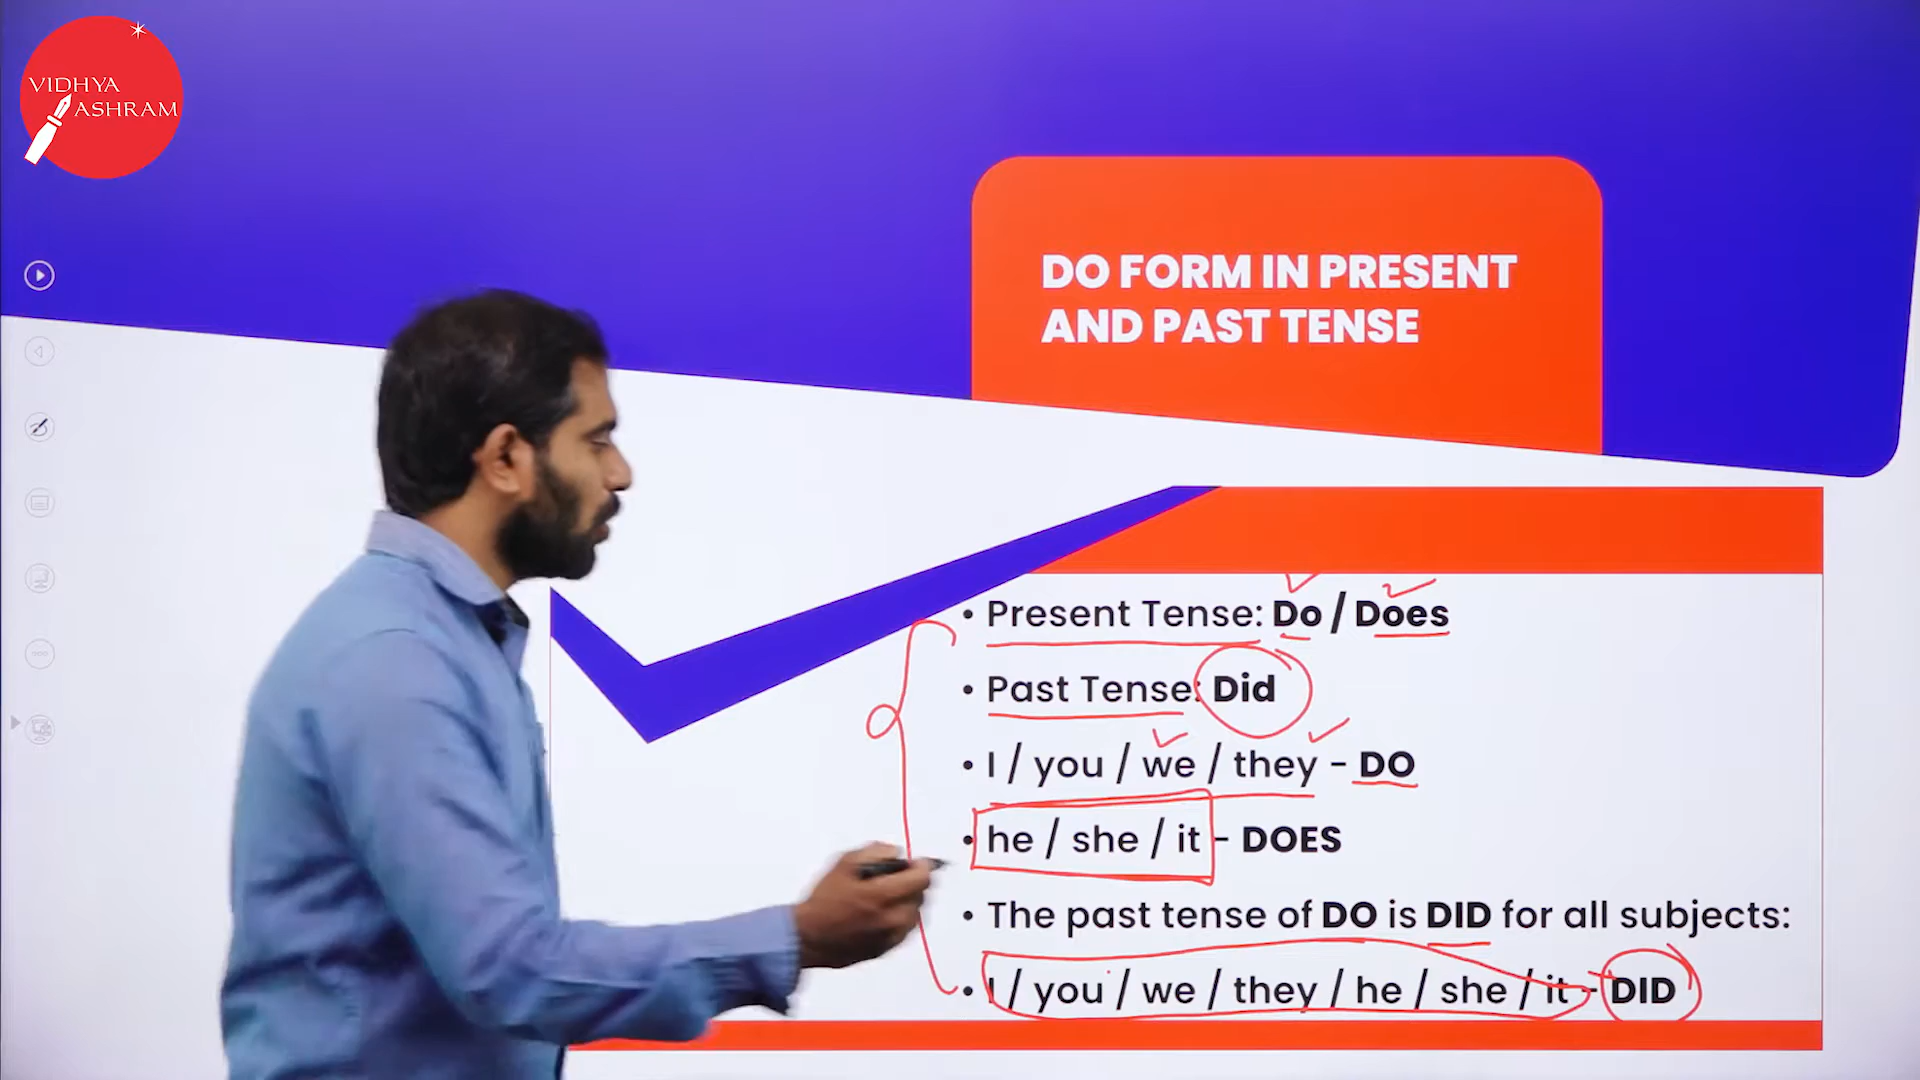 VIDHYA
ASHRAM
DO FORM IN PRESENT
AND PAST TENSE
• Present Tense: Do / Does
• Past Tense: Did
• I / you / we / they - DO
• he / she / it - DOES
• The past tense of DO is DID for all subjects:
• I / you / we / they / he / she / it - DID